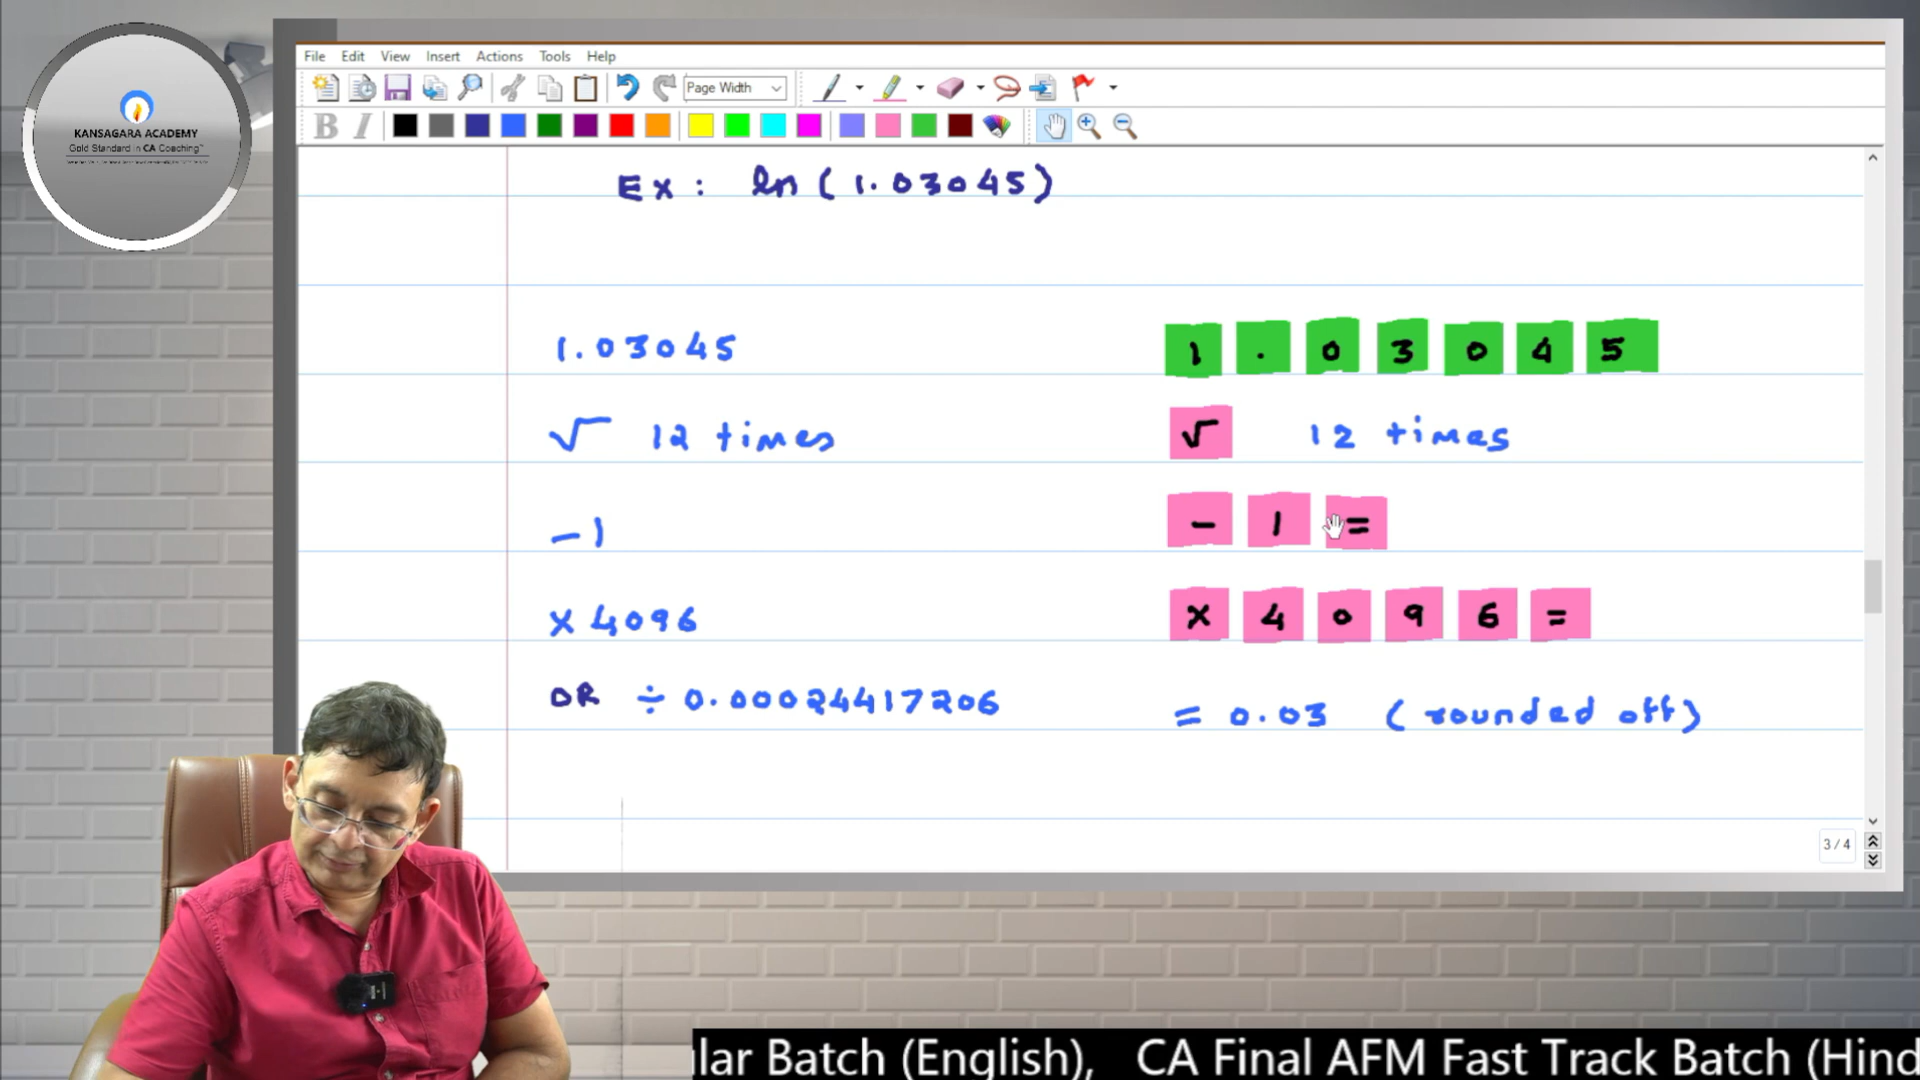 KANSAGARA ACADEMY
Gold Standard in CA Coaching™
File Edit View Insert Actions Tools Help
Page Width
B I
Ex: ln(1.03045)
1.03045
1 . 0 3 0 4 5
√ 12 times
√ 12 times
-1
- 1 =
x 4096
x 4 0 9 6 =
OR ÷ 0.00024417206
= 0.03 (rounded off)
3 / 4
lar Batch (English), CA Final AFM Fast Track Batch (Hind